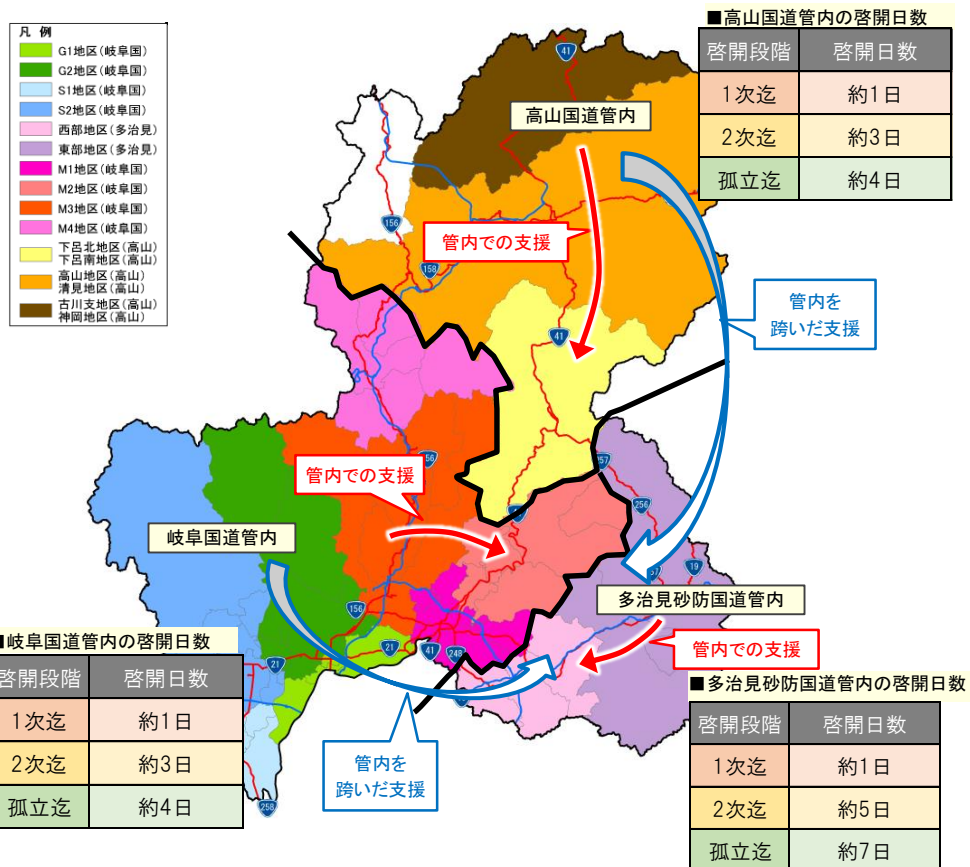 凡 例
G1地区(岐阜国)
G2地区(岐阜国)
S1地区(岐阜国)
S2地区(岐阜国)
西部地区(多治見)
東部地区(多治見)
M1地区(岐阜国)
M2地区(岐阜国)
M3地区(岐阜国)
M4地区(岐阜国)
下呂北地区(高山)
下呂南地区(高山)
高山地区(高山)
清見地区(高山)
古川支地区(高山)
神岡地区(高山)
■高山国道管内の啓開日数
啓開段階 啓開日数
1次迄 約1日
2次迄 約3日
孤立迄 約4日
41
高山国道管内
156
管内での支援
158
管内を
跨いだ支援
41
256
257
管内での支援
256
岐阜国道管内
19
多治見砂防国道管内
156
管内での支援
21
41
248
21
258
管内を
跨いだ支援
■岐阜国道管内の啓開日数
啓開段階 啓開日数
1次迄 約1日
2次迄 約3日
孤立迄 約4日
■多治見砂防国道管内の啓開日数
啓開段階 啓開日数
1次迄 約1日
2次迄 約5日
孤立迄 約7日